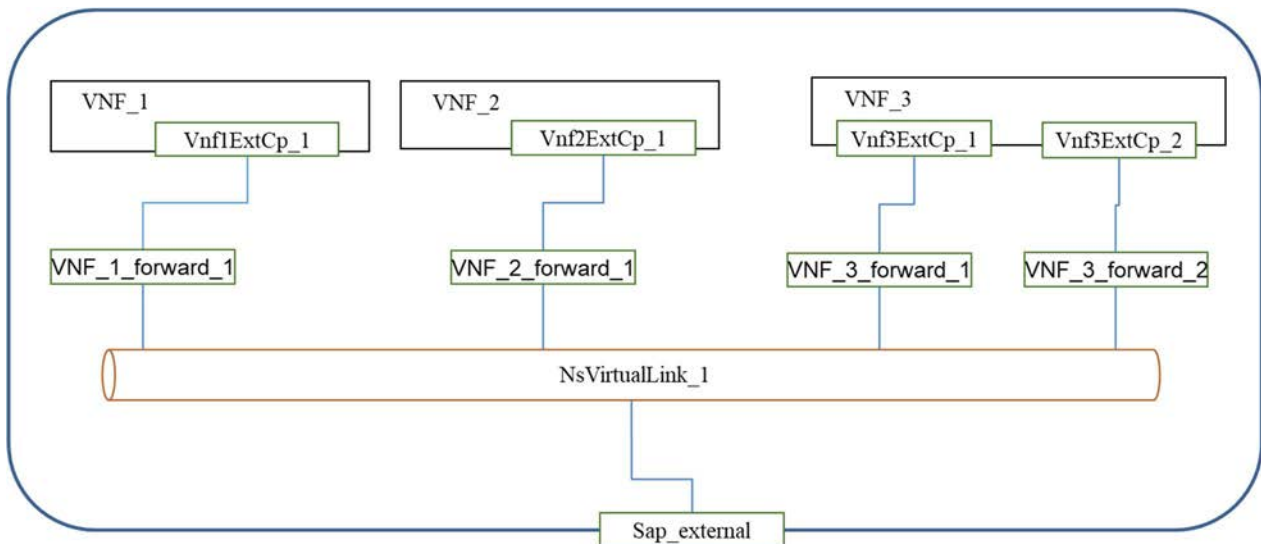 VNF_1
VNF_2
VNF_3
Vnf1ExtCp_1
Vnf2ExtCp_1
Vnf3ExtCp_1
Vnf3ExtCp_2
VNF_1_forward_1
VNF_2_forward_1
VNF_3_forward_1
VNF_3_forward_2
NsVirtualLink_1
Sap_external